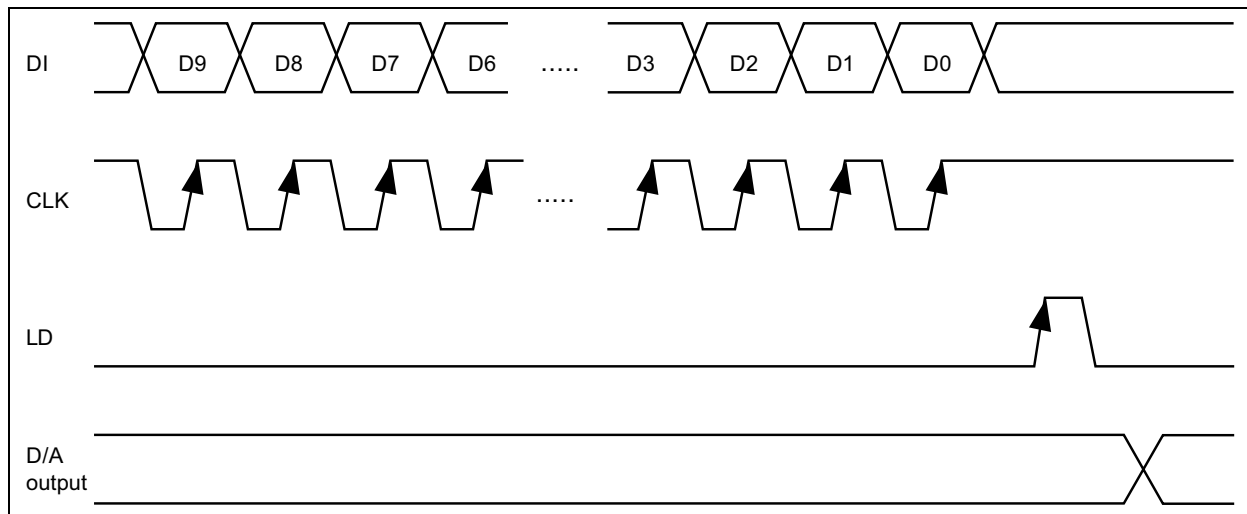 DI D9 D8 D7 D6 ..... D3 D2 D1 D0
CLK .....
LD
D/A
output